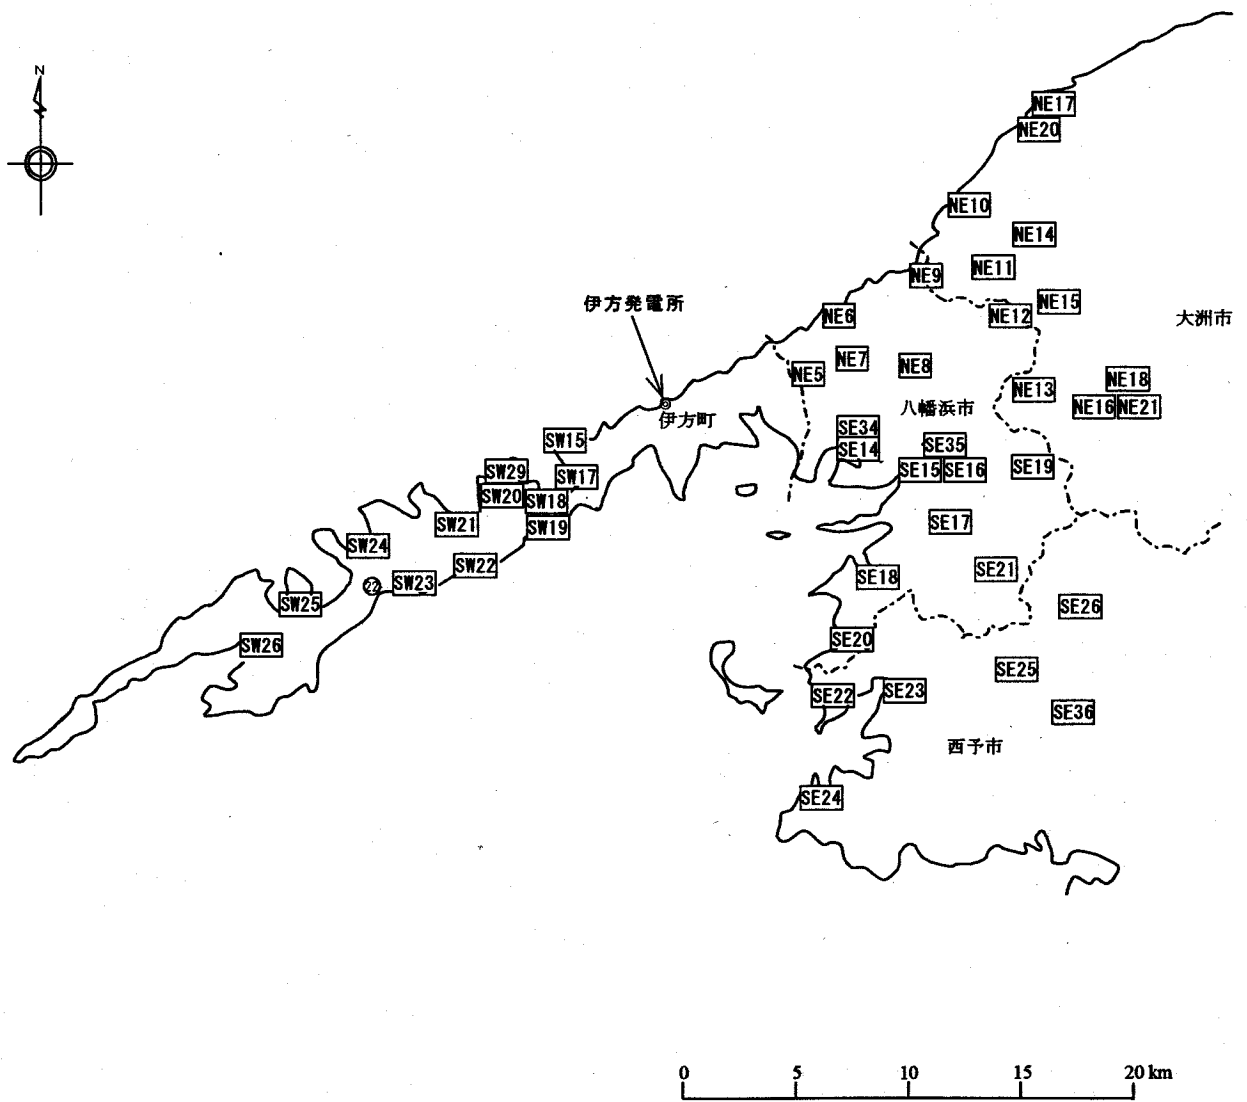 N
NE17
NE20
NE10
NE14
NE11
NE9
NE15
伊方発電所
NE6
NE12
大洲市
NE7
NE8
NE5
NE18
NE13
八幡浜市
NE16 NE21
伊方町
SE34
SW15
SE14
SE35
SW29
SW17
SE15 SE16
SE19
SW20
SW18
SW21
SW19
SE17
SW24
SW22
SE21
SE18
22
SW23
SW25
SE26
SW26
SE20
SE25
SE22
SE23
SE36
西予市
SE24
0 5 10 15 20 km